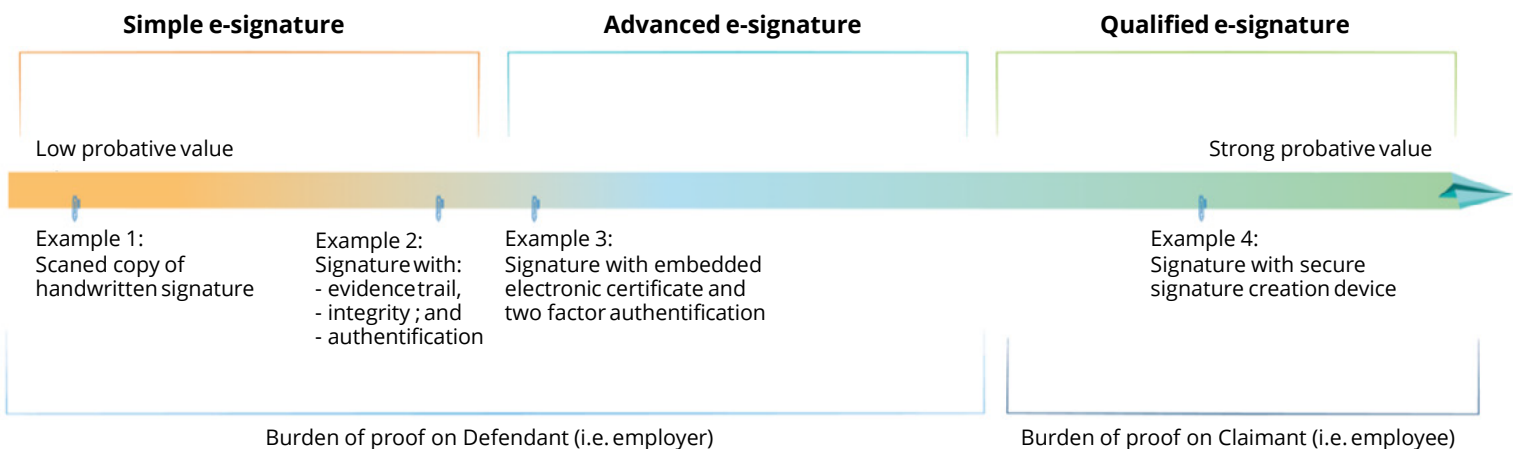 Simple e-signature
Advanced e-signature
Qualified e-signature
Low probative value
Strong probative value
Example 1:
Scaned copy of
handwritten signature
Example 2:
Signature with:
- evidence trail,
- integrity ; and
- authentification
Example 3:
Signature with embedded
electronic certificate and
two factor authentification
Example 4:
Signature with secure
signature creation device
Burden of proof on Defendant (i.e. employer)
Burden of proof on Claimant (i.e. employee)